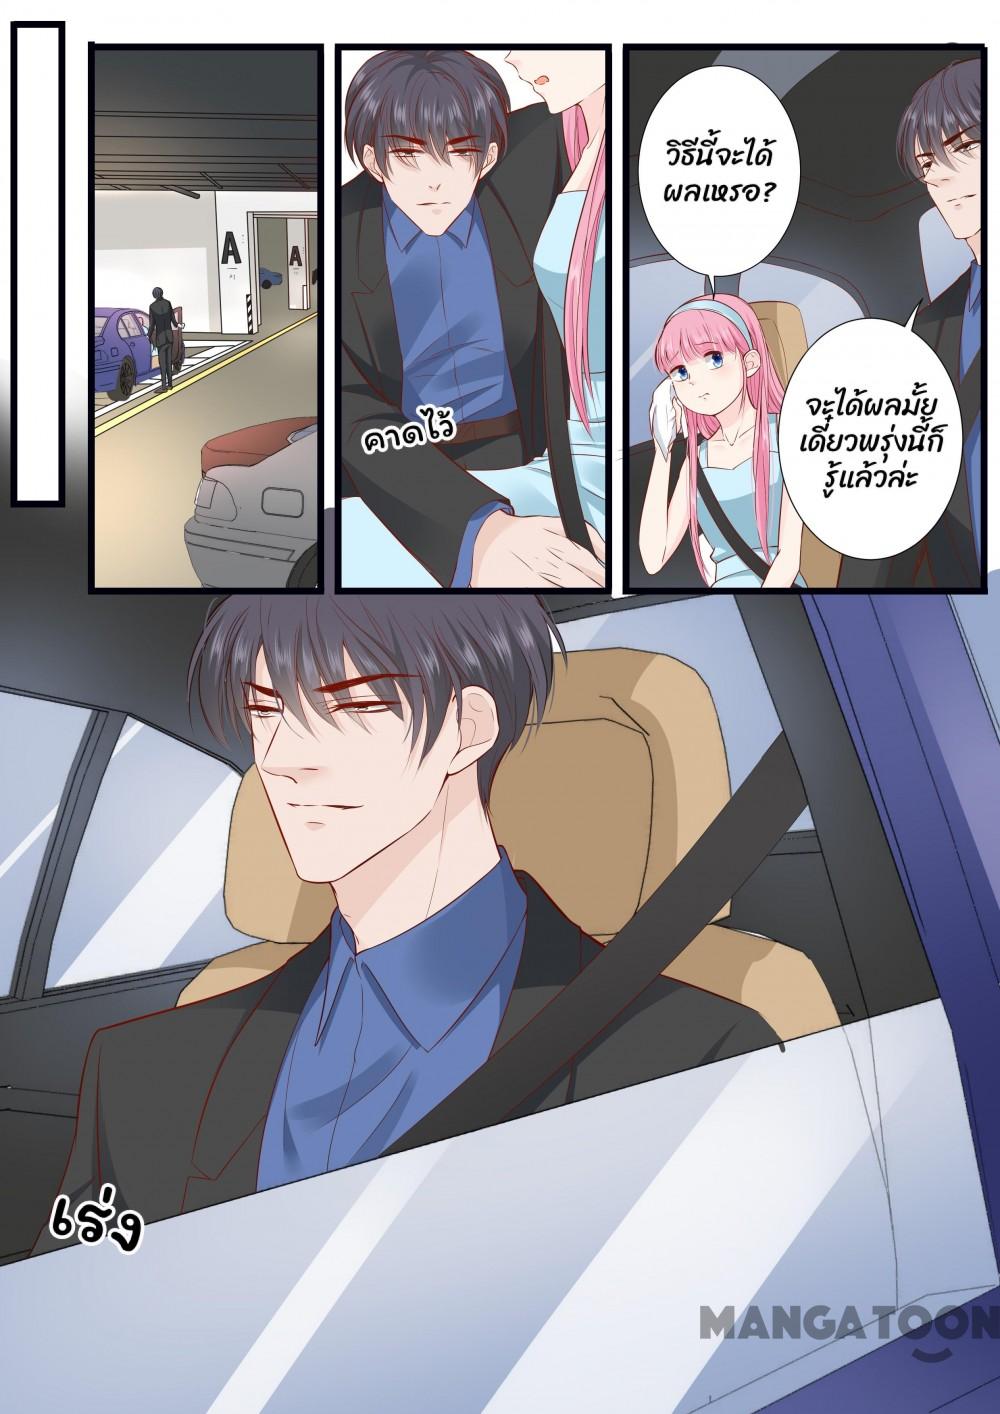 A
A
คาดไว้
วิธีนี้จะได้
ผลเหรอ?
จะได้ผลมั้ย
เดี๋ยวพรุ่งนี้ก็
รู้แล้วล่ะ
เร่ง
MANGATOON